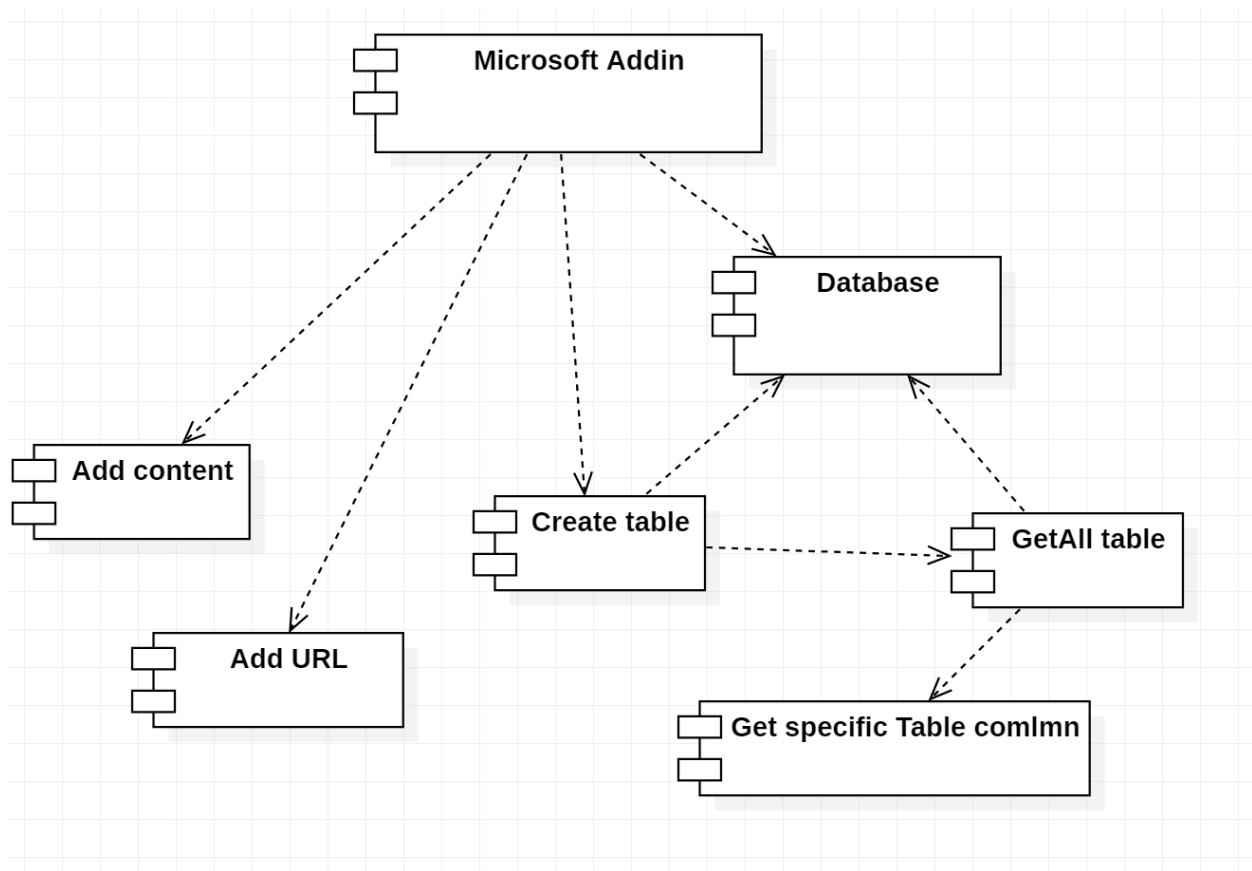 Microsoft Addin
Database
Add content
Create table
GetAll table
Add URL
Get specific Table comlmn